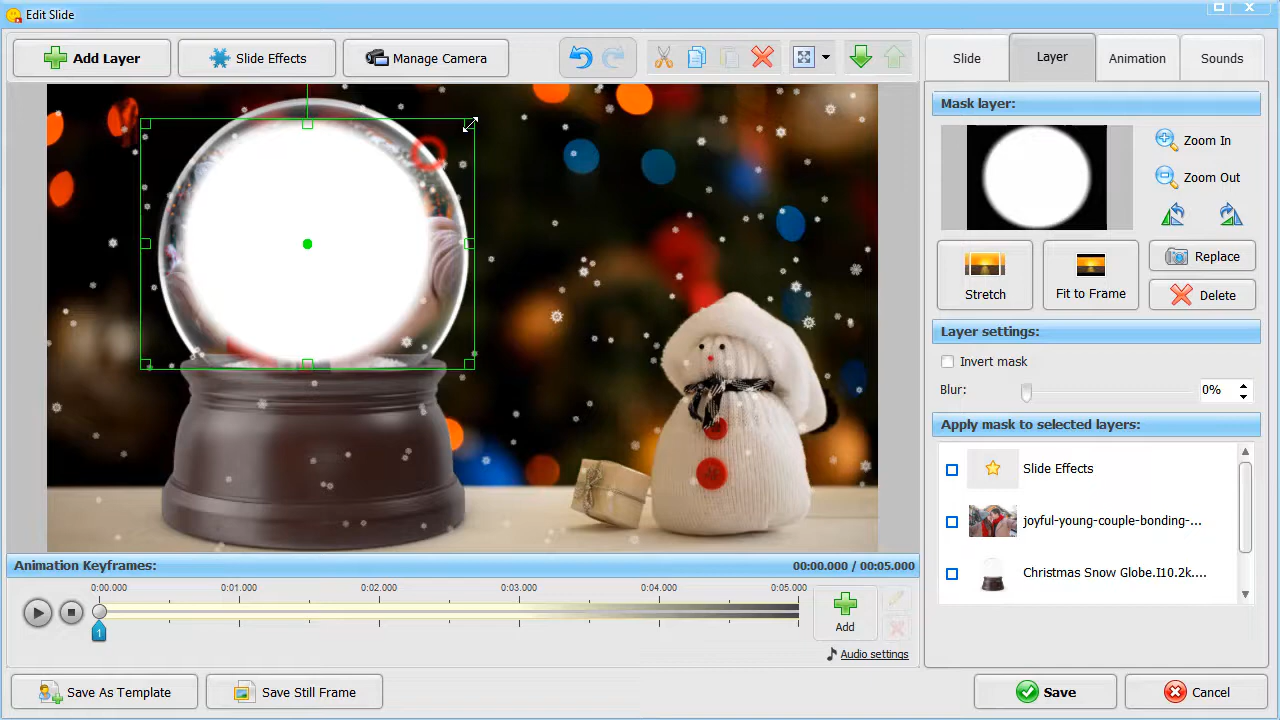 Edit Slide
Add Layer
Slide Effects
Manage Camera
Slide
Layer
Animation
Sounds
Mask layer:
Zoom In
Zoom Out
Stretch
Fit to Frame
Replace
Delete
Layer settings:
Invert mask
Blur:
0%
Apply mask to selected layers:
Slide Effects
joyful-young-couple-bonding-...
Christmas Snow Globe.I10.2k....
Animation Keyframes:
00:00.000 / 00:05.000
0:00.000
0:01.000
0:02.000
0:03.000
0:04.000
0:05.000
1
Add
Audio settings
Save As Template
Save Still Frame
Save
Cancel